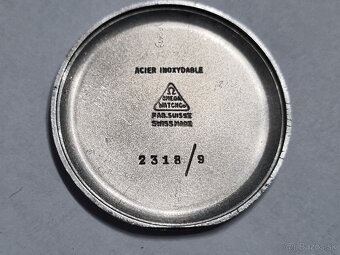 ACIER INOXYDABLE
Ω
OMEGA
WATCH Co
FAB. SUISSE
SWISS MADE
2318/9